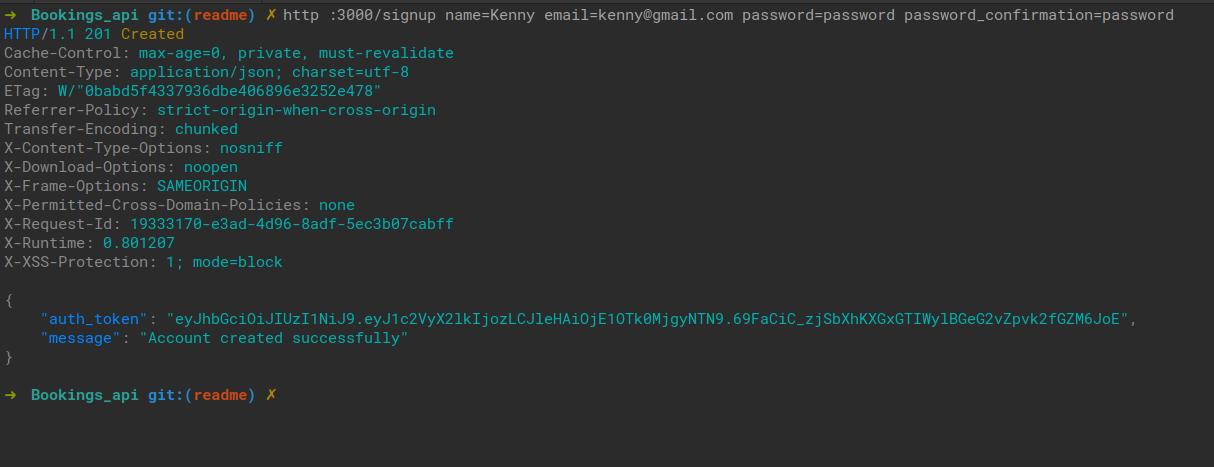 ➜ Bookings_api git:(readme) ✗ http :3000/signup name=Kenny email=kenny@gmail.com password=password password_confirmation=password
HTTP/1.1 201 Created
Cache-Control: max-age=0, private, must-revalidate
Content-Type: application/json; charset=utf-8
ETag: W/"0babd5f4337936dbe406896e3252e478"
Referrer-Policy: strict-origin-when-cross-origin
Transfer-Encoding: chunked
X-Content-Type-Options: nosniff
X-Download-Options: noopen
X-Frame-Options: SAMEORIGIN
X-Permitted-Cross-Domain-Policies: none
X-Request-Id: 19333170-e3ad-4d96-8adf-5ec3b07cabff
X-Runtime: 0.801207
X-XSS-Protection: 1; mode=block
{
"auth_token": "eyJhbGciOiJIUzI1NiJ9.eyJ1c2VyX2lkIjozLCJleHAiOjE1OTk0MjgyNTN9.69FaCiC_zjSbXhKXGxGTIWylBGeG2vZpvk2fGZM6JoE",
"message": "Account created successfully"
}
➜ Bookings_api git:(readme) ✗